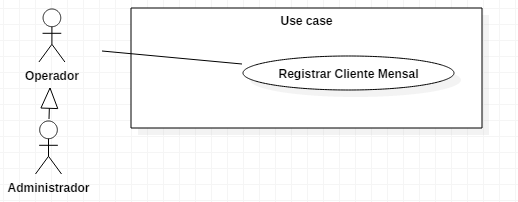 Use case
Operador
Registrar Cliente Mensal
Administrador